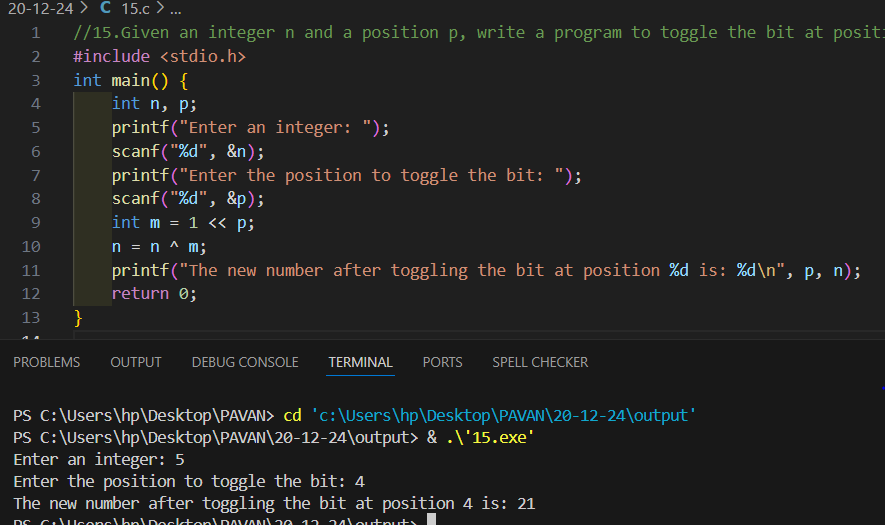 20-12-24 > C 15.c > ...
1 //15.Given an integer n and a position p, write a program to toggle the bit at positi
2 #include <stdio.h>
3 int main() {
4 int n, p;
5 printf("Enter an integer: ");
6 scanf("%d", &n);
7 printf("Enter the position to toggle the bit: ");
8 scanf("%d", &p);
9 int m = 1 << p;
10 n = n ^ m;
11 printf("The new number after toggling the bit at position %d is: %d\n", p, n);
12 return 0;
13 }
14
PROBLEMS OUTPUT DEBUG CONSOLE TERMINAL PORTS SPELL CHECKER
PS C:\Users\hp\Desktop\PAVAN> cd 'c:\Users\hp\Desktop\PAVAN\20-12-24\output'
PS C:\Users\hp\Desktop\PAVAN\20-12-24\output> & .\'15.exe'
Enter an integer: 5
Enter the position to toggle the bit: 4
The new number after toggling the bit at position 4 is: 21
PS C:\Users\hp\Desktop\PAVAN\20-12-24\output>